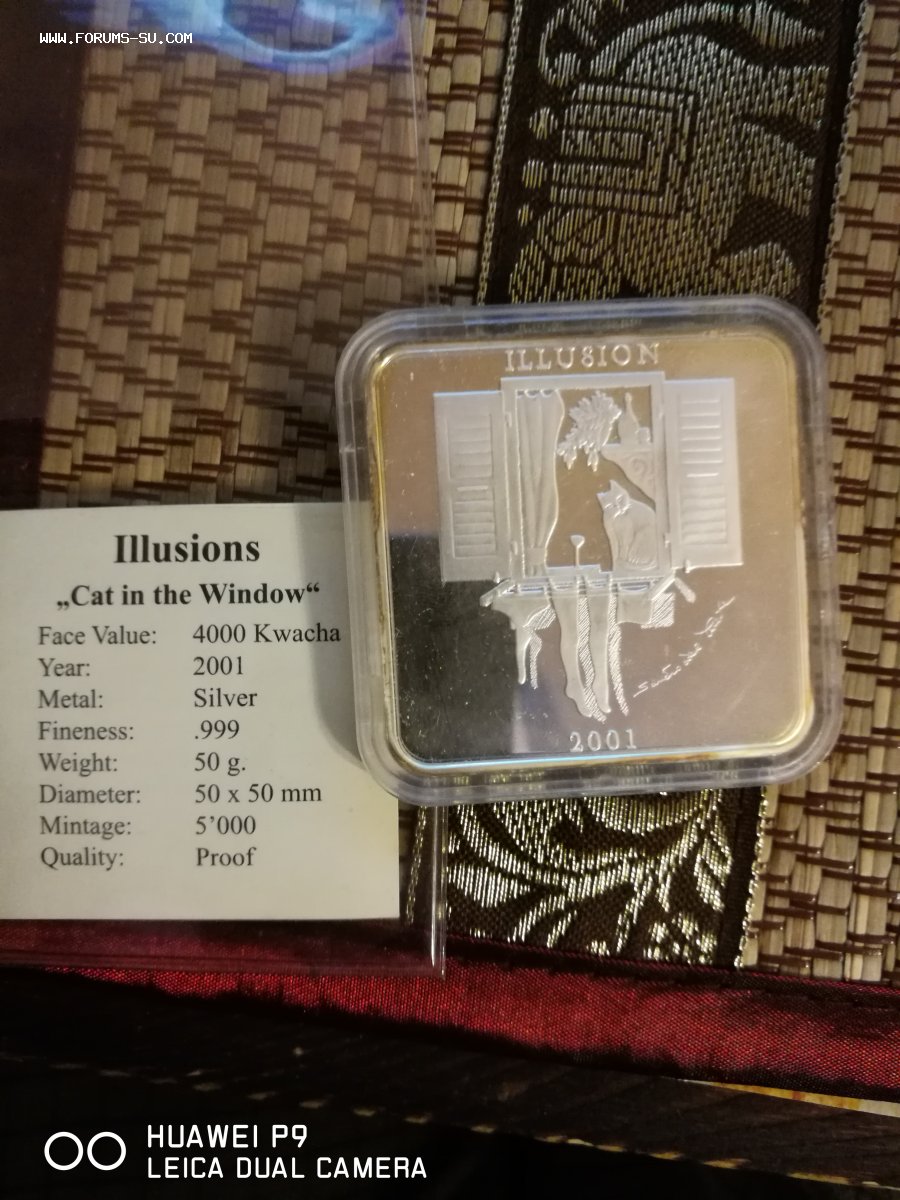 WWW.FORUMS-SU.COM
ILLUSION
2001
Illusions
„Cat in the Window“
Face Value: 4000 Kwacha
Year: 2001
Metal: Silver
Fineness: .999
Weight: 50 g.
Diameter: 50 x 50 mm
Mintage: 5’000
Quality: Proof
HUAWEI P9
LEICA DUAL CAMERA